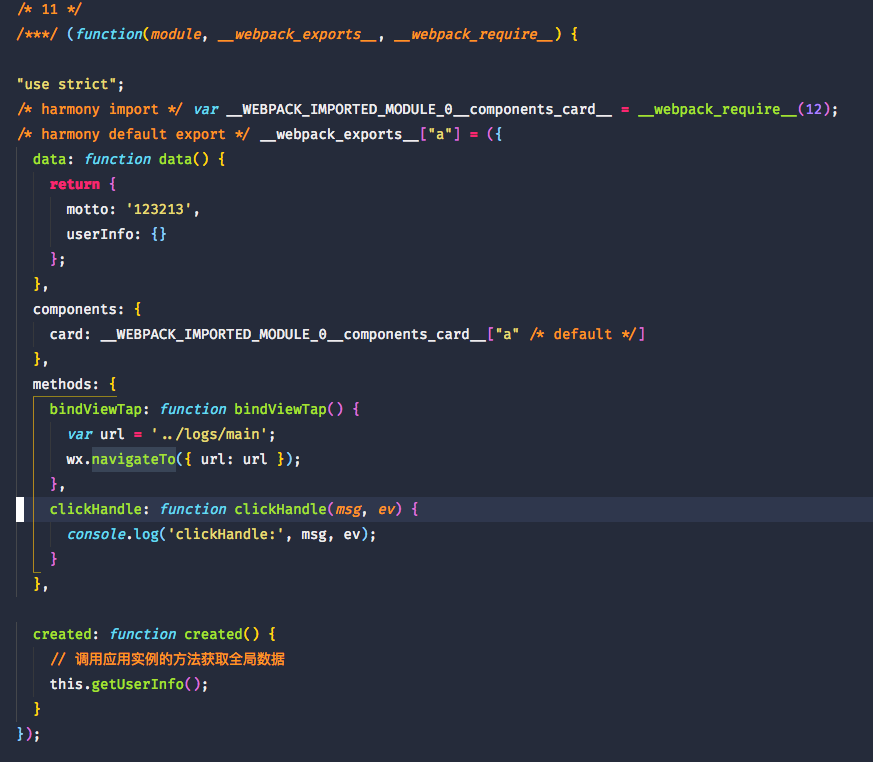 /* 11 */
/***/ (function(module, __webpack_exports__, __webpack_require__) {

"use strict";
/* harmony import */ var __WEBPACK_IMPORTED_MODULE_0__components_card__ = __webpack_require__(12);
/* harmony default export */ __webpack_exports__["a"] = ({
  data: function data() {
    return {
      motto: '123213',
      userInfo: {}
    };
  },
  components: {
    card: __WEBPACK_IMPORTED_MODULE_0__components_card__["a" /* default */]
  },
  methods: {
    bindViewTap: function bindViewTap() {
      var url = '../logs/main';
      wx.navigateTo({ url: url });
    },
    clickHandle: function clickHandle(msg, ev) {
      console.log('clickHandle:', msg, ev);
    }
  },

  created: function created() {
    // 调用应用实例的方法获取全局数据
    this.getUserInfo();
  }
});